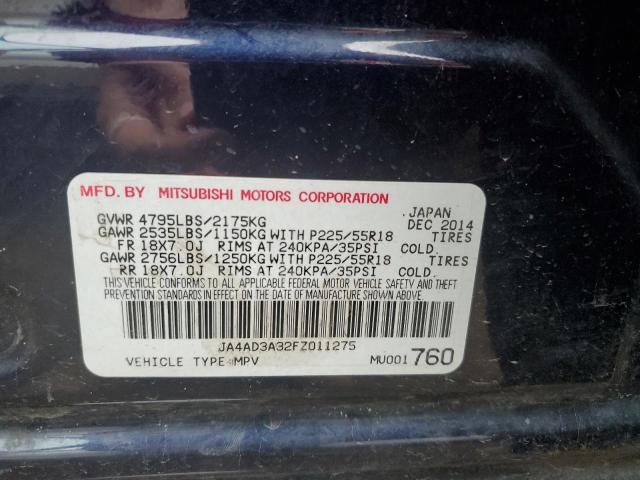 MFD. BY MITSUBISHI MOTORS CORPORATION
GVWR 4795LBS/2175KG JAPAN DEC 2014
GAWR 2535LBS/1150KG WITH P225/55R18 TIRES
FR 18X7.0J RIMS AT 240KPA/35PSI COLD.
GAWR 2756LBS/1250KG WITH P225/55R18 TIRES
RR 18X7.0J RIMS AT 240KPA/35PSI COLD.
THIS VEHICLE CONFORMS TO ALL APPLICABLE FEDERAL MOTOR VEHICLE SAFETY AND THEFT
PREVENTION STANDARDS IN EFFECT ON THE DATE OF MANUFACTURE SHOWN ABOVE.
JA4AD3A32FZ011275
VEHICLE TYPE:MPV MU001760